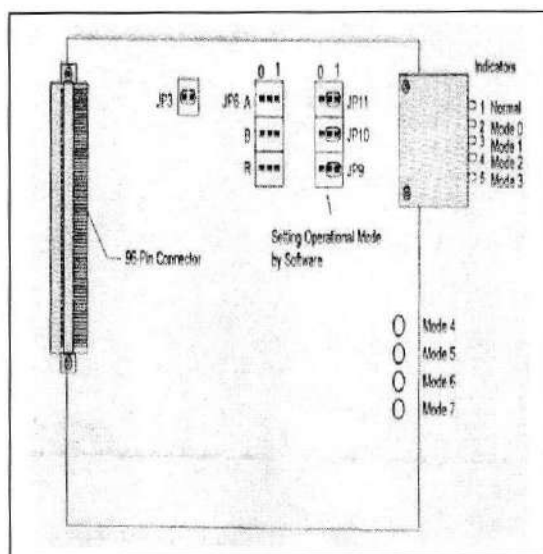 Indicators
0 1
0 1
JP3
JP6 A
JP11
1 Normal
2 Mode 0
3 Mode 1
4 Mode 2
5 Mode 3
B
JP10
R
JP9
Setting Operational Mode
by Software
96-Pin Connector
Mode 4
Mode 5
Mode 6
Mode 7